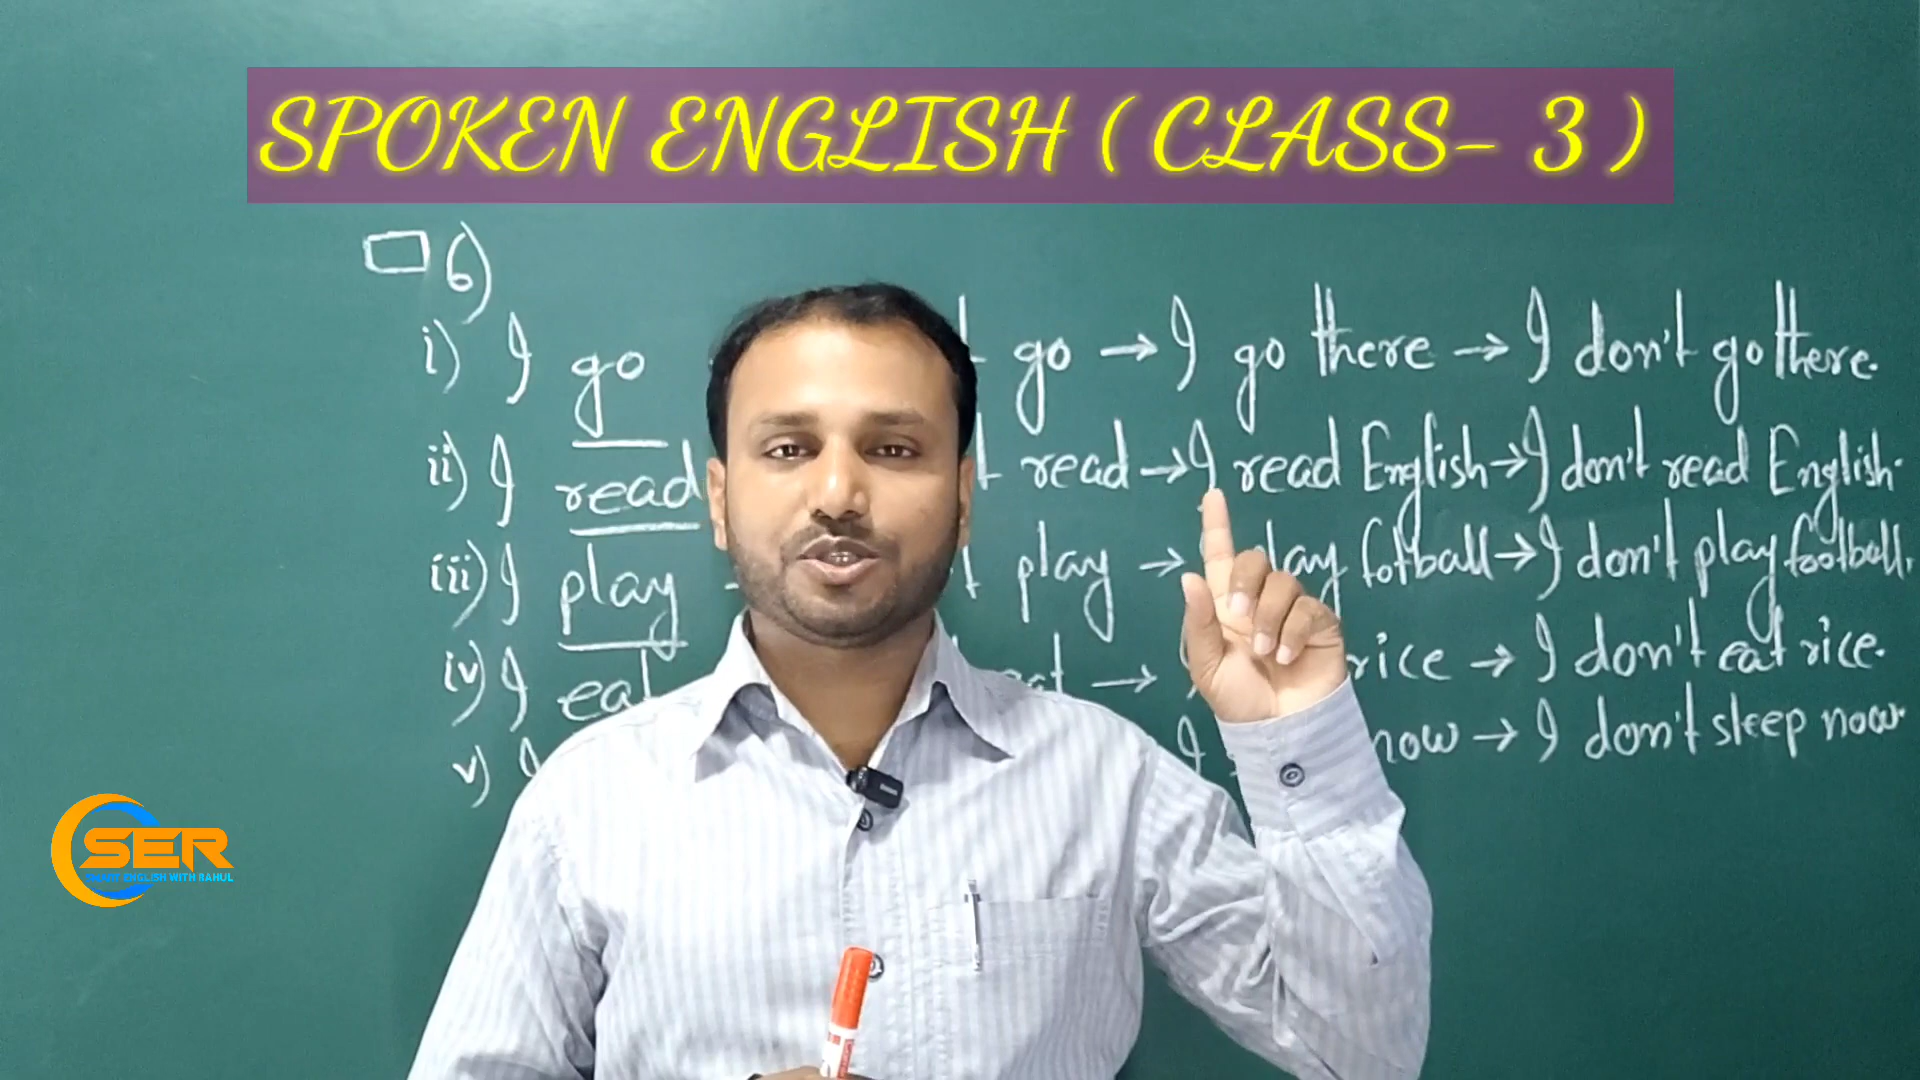 SPOKEN ENGLISH ( CLASS- 3 )
6)
i) I go go → I go there → I don't go there.
ii) I read read → I read English → I don't read English.
iii) I play play → play fotball → I don't play football.
iv) I eat → rice → I don't eat rice.
v) I I now → I don't sleep now.
SER
ENGLISH WITH RAHUL